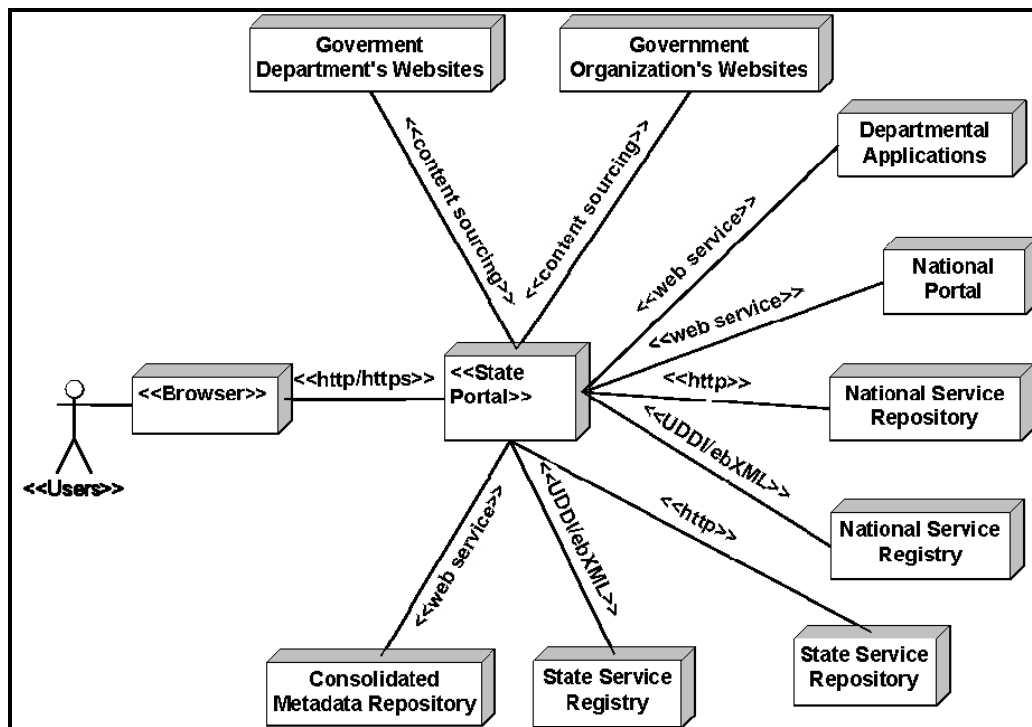 Goverment
Department's Websites
Government
Organization's Websites
Departmental
Applications
<<content sourcing>>
<<content sourcing>>
<<web service>>
National
Portal
<<web service>>
<<Browser>>
<<http/https>>
<<State
Portal>>
<<http>>
National Service
Repository
<<UDDI/ebXML>>
<<Users>>
<<web service>>
<<UDDI/ebXML>>
<<http>>
National Service
Registry
Consolidated
Metadata Repository
State Service
Registry
State Service
Repository